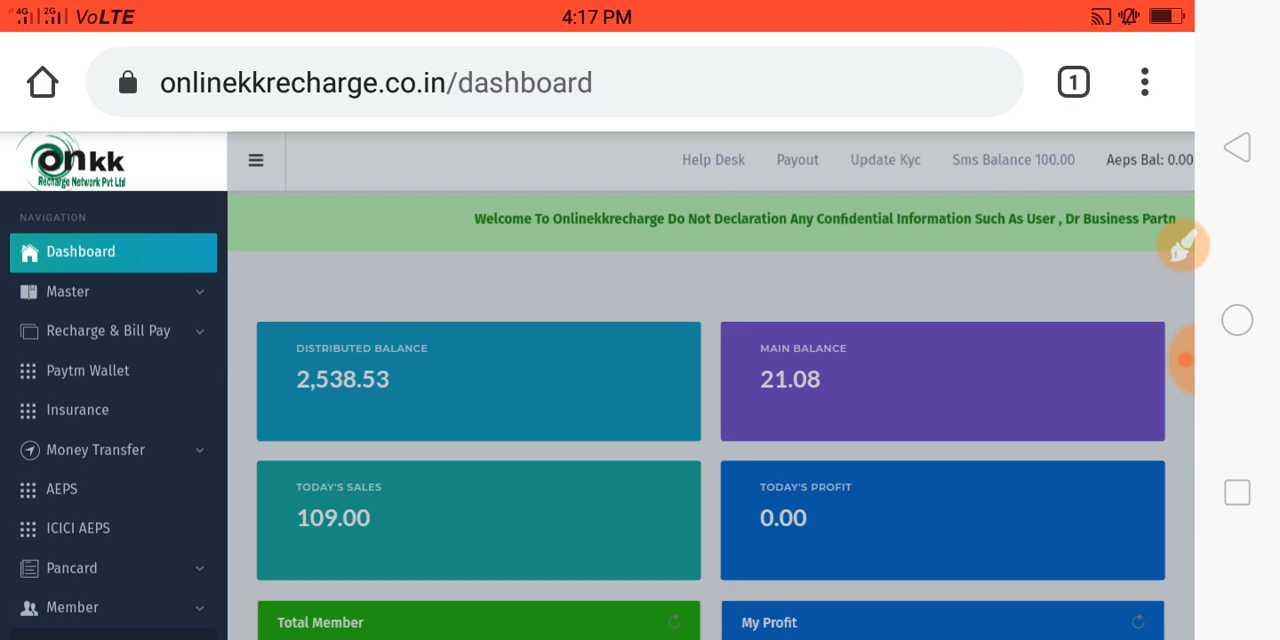 4G 2G VoLTE 4:17 PM
onlinekkrecharge.co.in/dashboard 1
onkk
Recharge Network Pvt Ltd
Help Desk Payout Update Kyc Sms Balance 100.00 Aeps Bal: 0.00
NAVIGATION
Welcome To Onlinekkrecharge Do Not Declaration Any Confidential Information Such As User , Dr Business Partn
Dashboard
Master
Recharge & Bill Pay
Paytm Wallet
Insurance
Money Transfer
AEPS
ICICI AEPS
Pancard
Member
DISTRIBUTED BALANCE
2,538.53
MAIN BALANCE
21.08
TODAY'S SALES
109.00
TODAY'S PROFIT
0.00
Total Member
My Profit